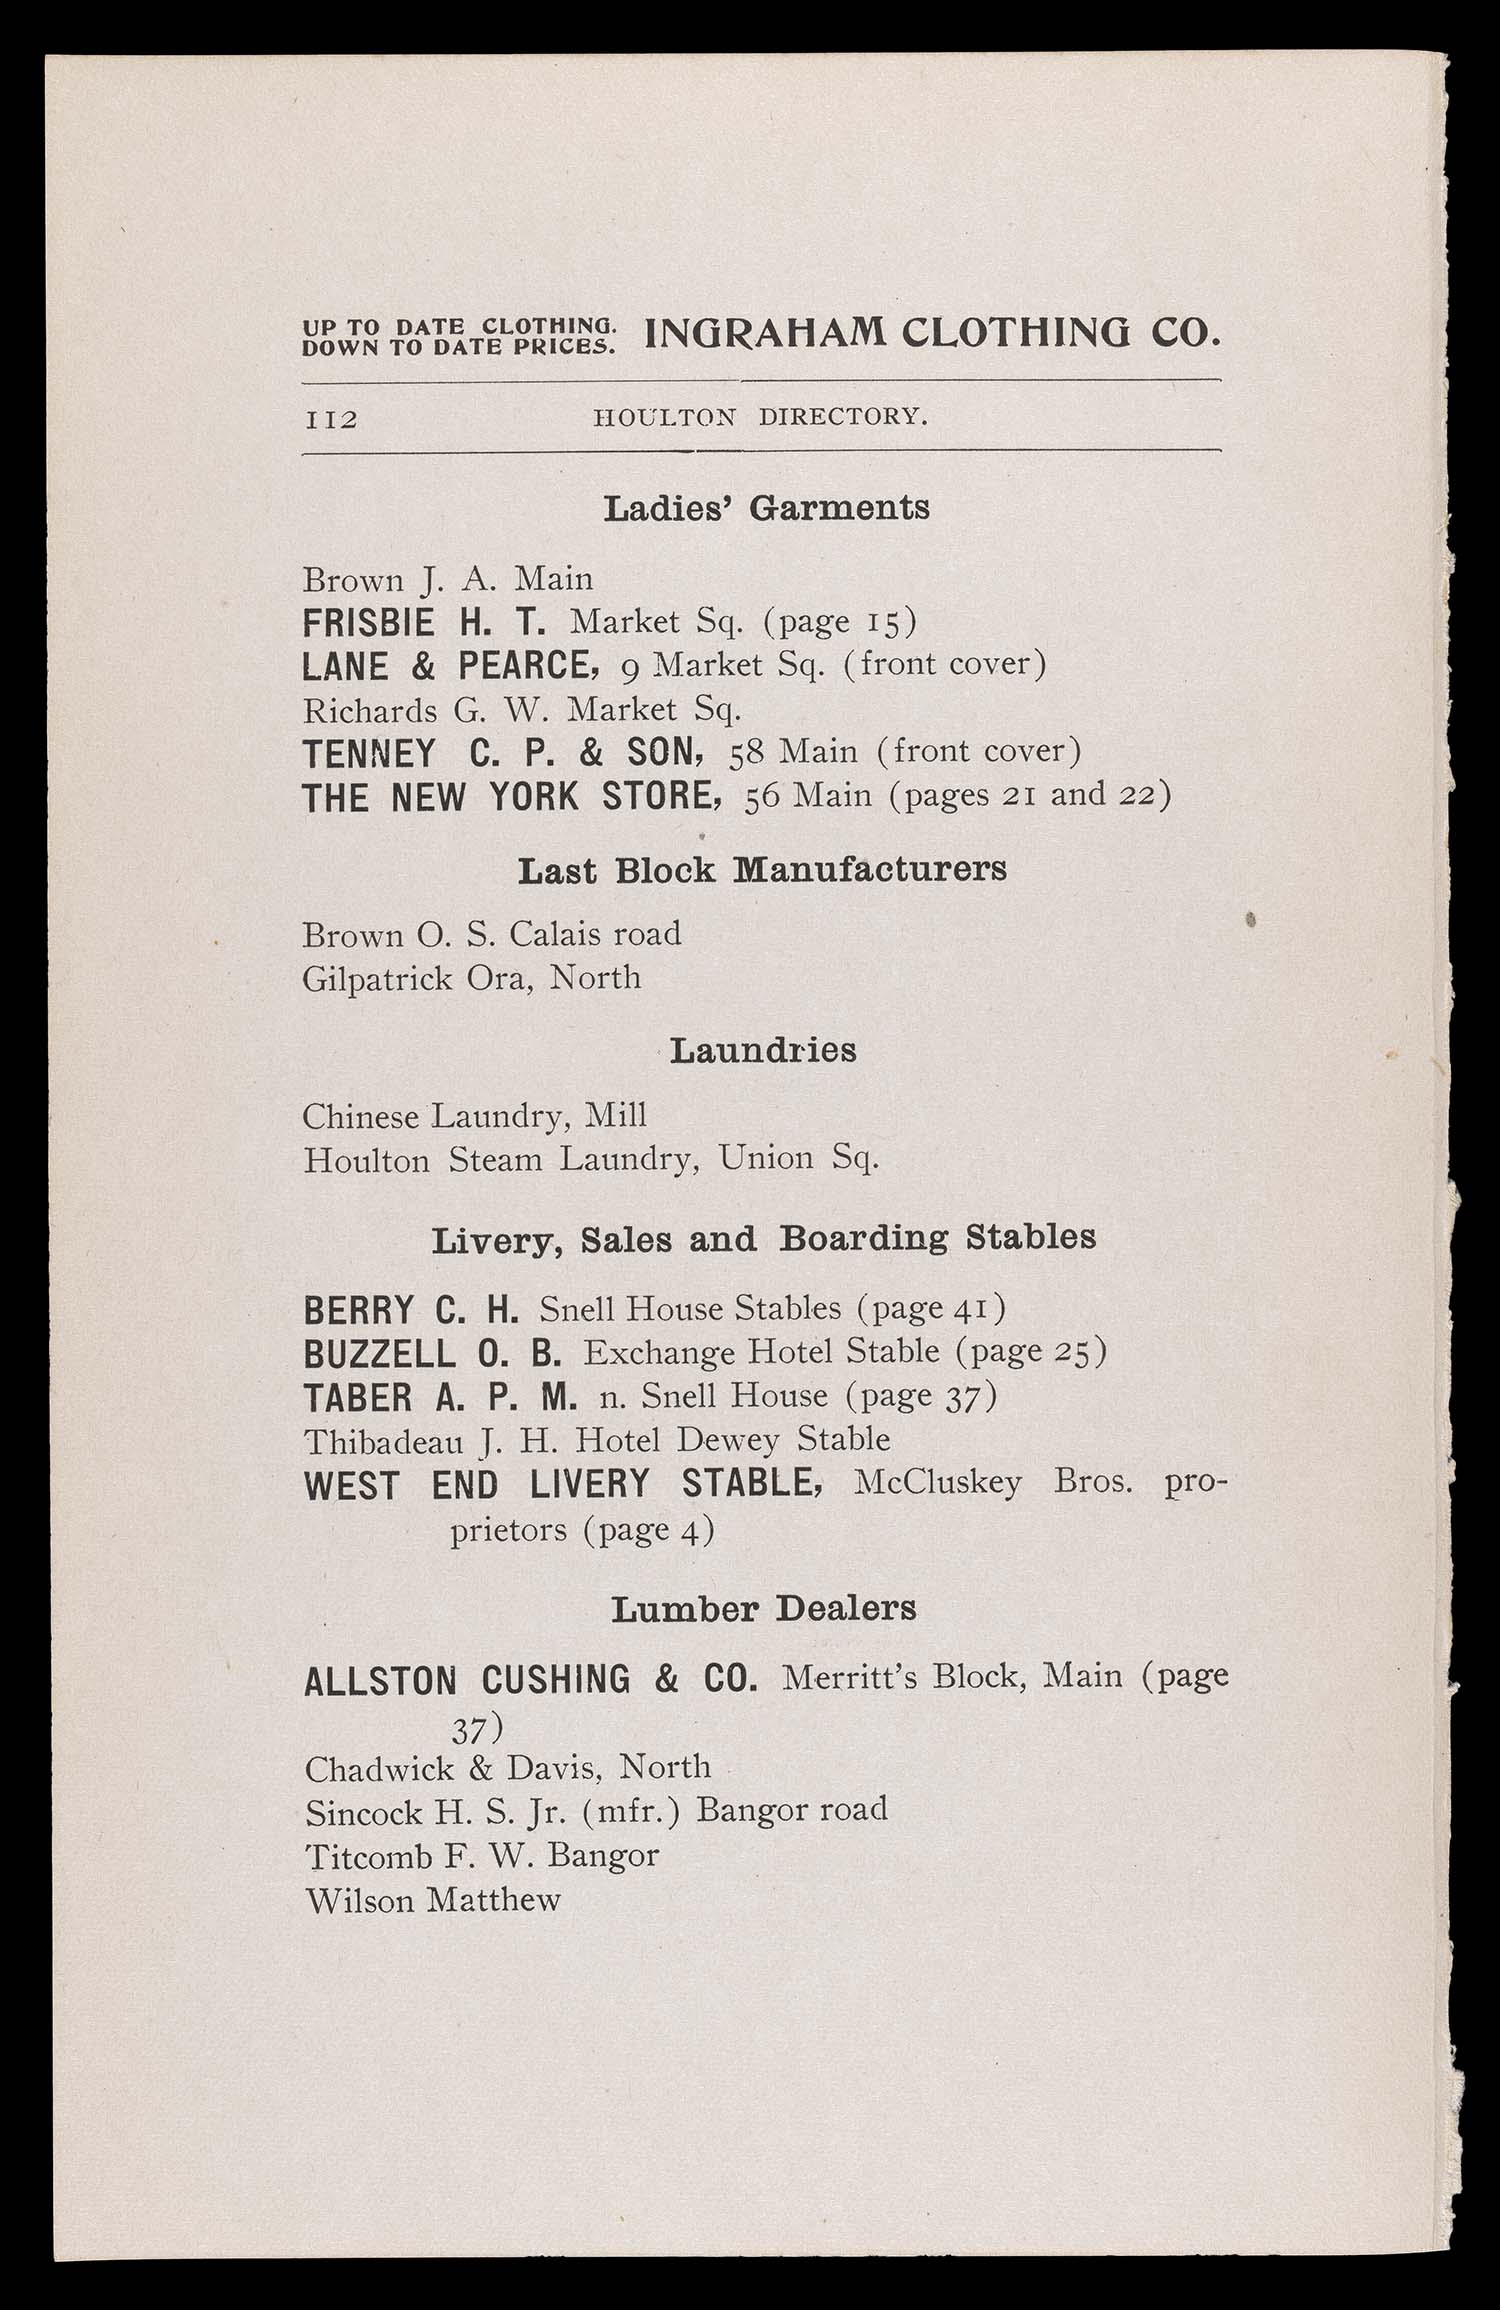 UP TO DATE CLOTHING.
DOWN TO DATE PRICES.
INGRAHAM CLOTHING CO.
112 HOULTON DIRECTORY.
Ladies' Garments
Brown J. A. Main
FRISBIE H. T. Market Sq. (page 15)
LANE & PEARCE, 9 Market Sq. (front cover)
Richards G. W. Market Sq.
TENNEY C. P. & SON, 58 Main (front cover)
THE NEW YORK STORE, 56 Main (pages 21 and 22)
Last Block Manufacturers
Brown O. S. Calais road
Gilpatrick Ora, North
Laundries
Chinese Laundry, Mill
Houlton Steam Laundry, Union Sq.
Livery, Sales and Boarding Stables
BERRY C. H. Snell House Stables (page 41)
BUZZELL O. B. Exchange Hotel Stable (page 25)
TABER A. P. M. n. Snell House (page 37)
Thibadeau J. H. Hotel Dewey Stable
WEST END LIVERY STABLE, McCluskey Bros. pro-
prietors (page 4)
Lumber Dealers
ALLSTON CUSHING & CO. Merritt's Block, Main (page
37)
Chadwick & Davis, North
Sincock H. S. Jr. (mfr.) Bangor road
Titcomb F. W. Bangor
Wilson Matthew